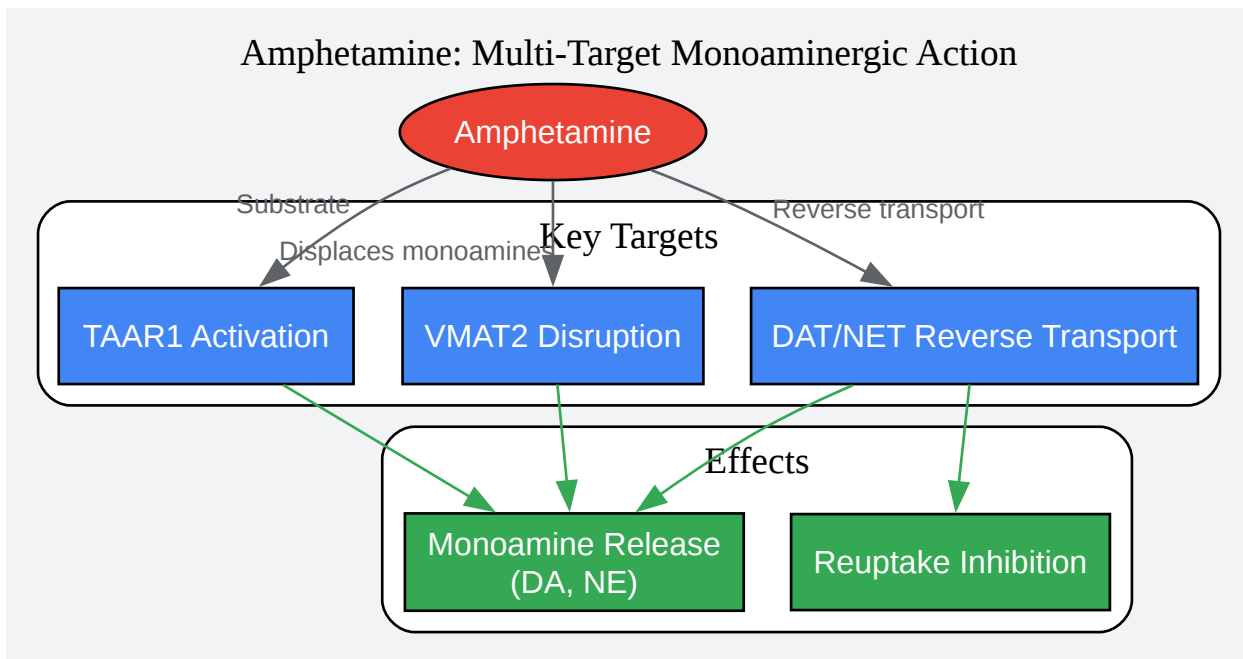 Amphetamine: Multi-Target Monoaminergic Action
Amphetamine
Substrate
Reverse transport
Displaces monoamines
Key Targets
TAAR1 Activation
VMAT2 Disruption
DAT/NET Reverse Transport
Effects
Monoamine Release
(DA, NE)
Reuptake Inhibition